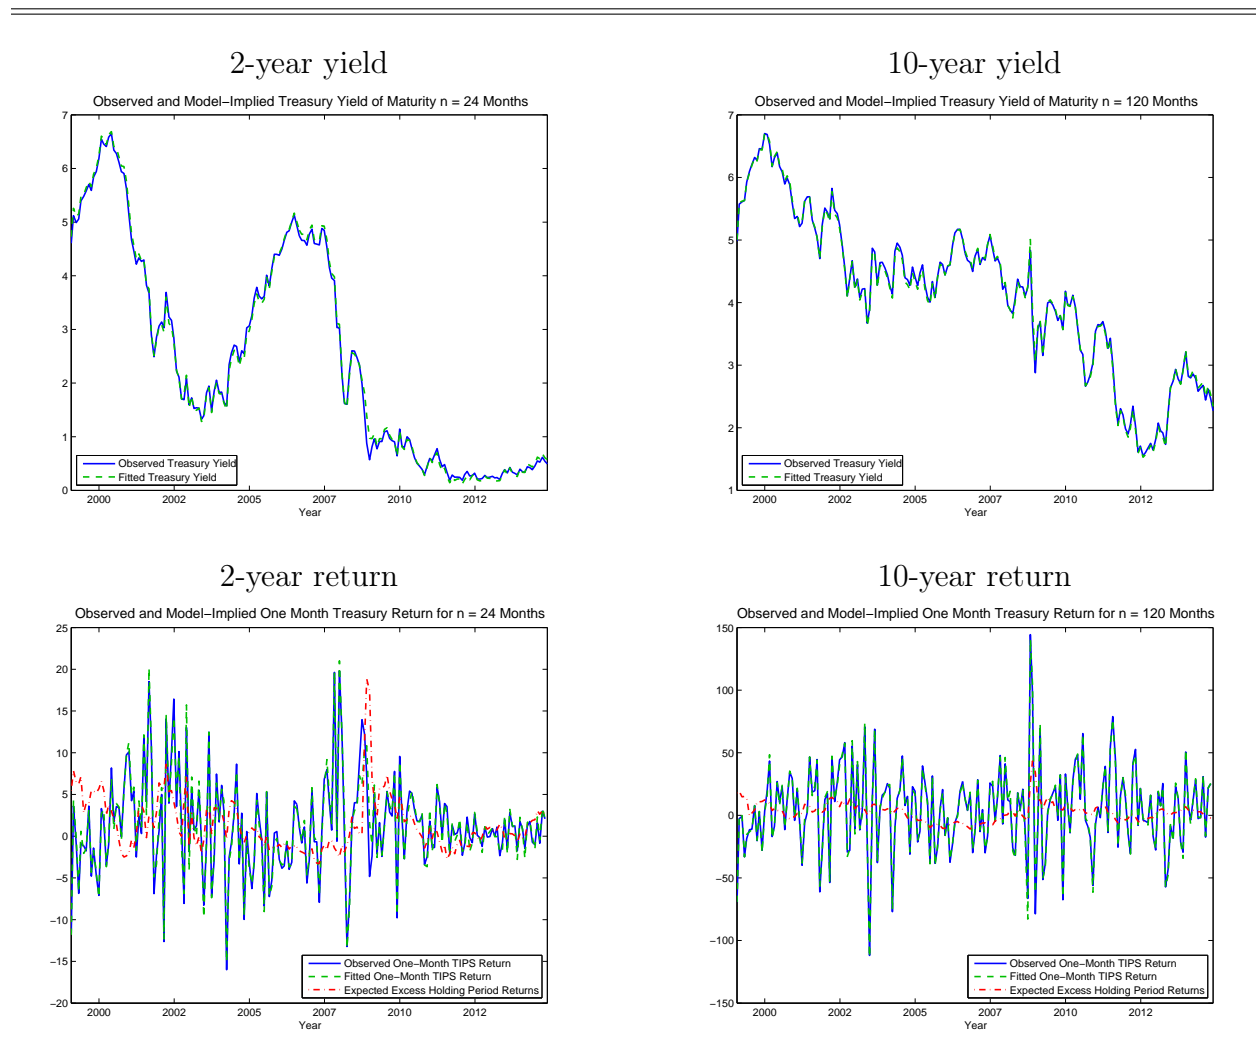 2-year yield
Observed and Model−Implied Treasury Yield of Maturity n = 24 Months
7
6
5
4
3
2
1
0
Observed Treasury Yield
Fitted Treasury Yield
2000 2002 2005 2007 2010 2012
Year
10-year yield
Observed and Model−Implied Treasury Yield of Maturity n = 120 Months
7
6
5
4
3
2
1
Observed Treasury Yield
Fitted Treasury Yield
2000 2002 2005 2007 2010 2012
Year
2-year return
Observed and Model−Implied One Month Treasury Return for n = 24 Months
25
20
15
10
5
0
−5
−10
−15
−20
Observed One−Month TIPS Return
Fitted One−Month TIPS Return
Expected Excess Holding Period Returns
2000 2002 2005 2007 2010 2012
Year
10-year return
Observed and Model−Implied One Month Treasury Return for n = 120 Months
150
100
50
0
−50
−100
−150
Observed One−Month TIPS Return
Fitted One−Month TIPS Return
Expected Excess Holding Period Returns
2000 2002 2005 2007 2010 2012
Year